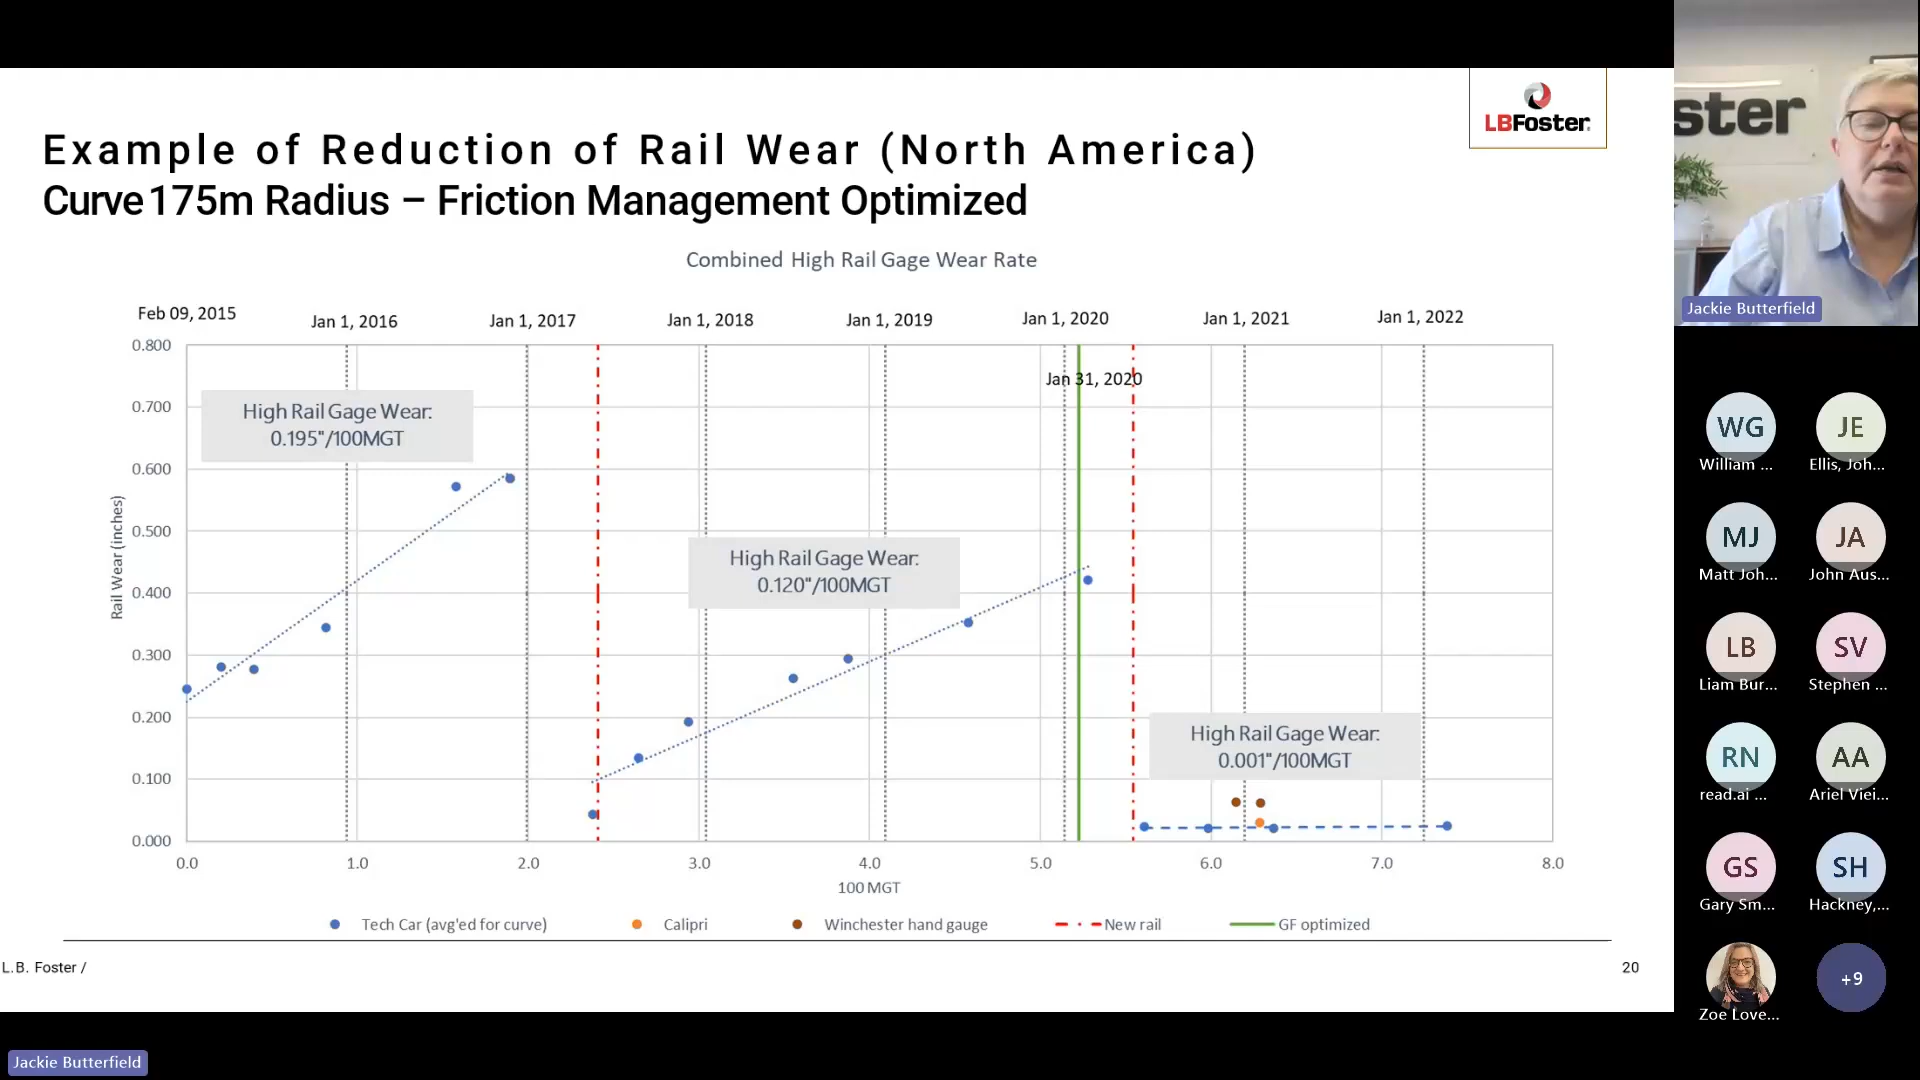 LBFoster
Example of Reduction of Rail Wear (North America)
Curve 175m Radius – Friction Management Optimized
Combined High Rail Gage Wear Rate
Feb 09, 2015
Jan 1, 2016
Jan 1, 2017
Jan 1, 2018
Jan 1, 2019
Jan 1, 2020
Jan 1, 2021
Jan 1, 2022
Jan 31, 2020
0.800
0.700
0.600
0.500
0.400
0.300
0.200
0.100
0.000
Rail Wear (inches)
High Rail Gage Wear:
0.195"/100MGT
High Rail Gage Wear:
0.120"/100MGT
High Rail Gage Wear:
0.001"/100MGT
0.0 1.0 2.0 3.0 4.0 5.0 6.0 7.0 8.0
100 MGT
Tech Car (avg'ed for curve) Calipri Winchester hand gauge New rail GF optimized
L.B. Foster /
20
Jackie Butterfield
ster
Jackie Butterfield
WG
William ...
JE
Ellis, Joh...
MJ
Matt Joh...
JA
John Aus...
LB
Liam Bur...
SV
Stephen ...
RN
read.ai ...
AA
Ariel Viei...
GS
Gary Sm...
SH
Hackney,...
Zoe Love...
+9